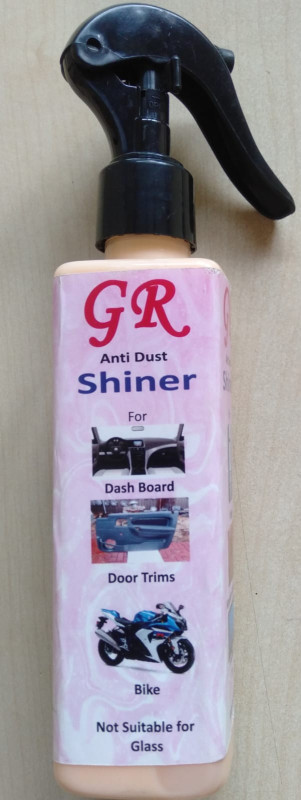 GR
Anti Dust
Shiner
For
Dash Board
Door Trims
Bike
Not Suitable for
Glass